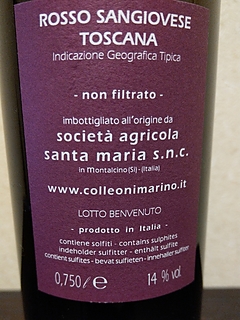 ROSSO SANGIOVESE
TOSCANA
Indicazione Geografica Tipica
- non filtrato -
imbottigliato all'origine da
società agricola
santa maria s.n.c.
in montalcino (Si) - (Italia)
www.colleonimarino.it
LOTTO BENVENUTO
- prodotto in Italia -
contiene solfiti - contains sulphites
indeholder sulfitter - enthält sulfite
contient sulfites - bevat sulfieten - inneholler sulfitter
0,750 l e
14 % vol